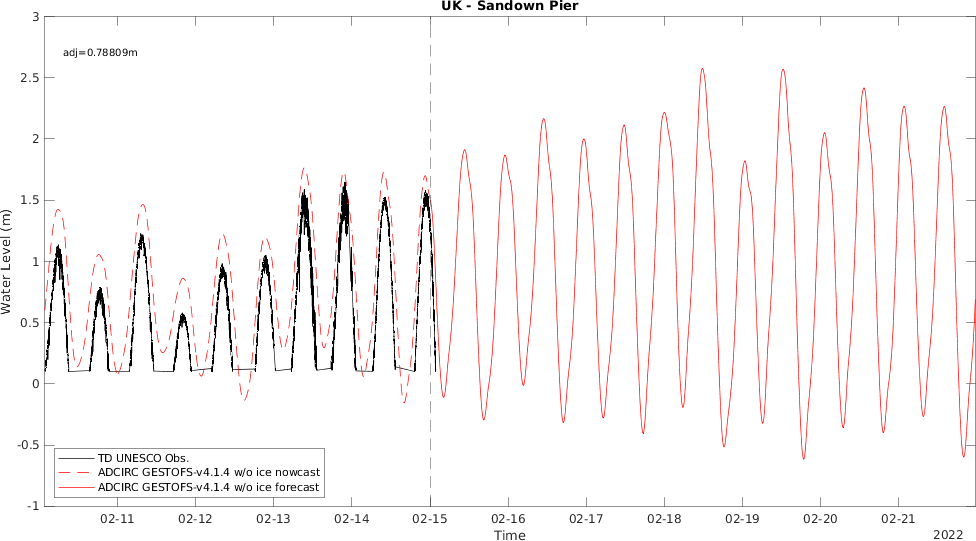 UK - Sandown Pier
adj=0.78809m
3
2.5
2
1.5
1
0.5
0
-0.5
-1
Water Level (m)
TD UNESCO Obs.
ADCIRC GESTOFS-v4.1.4 w/o ice nowcast
ADCIRC GESTOFS-v4.1.4 w/o ice forecast
02-11 02-12 02-13 02-14 02-15 02-16 02-17 02-18 02-19 02-20 02-21
Time
2022